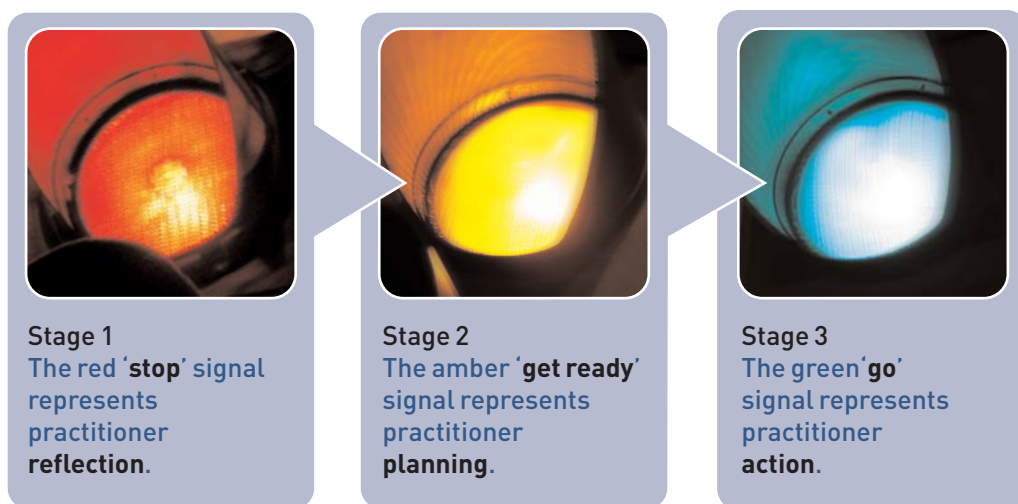 Stage 1
The red ‘stop’ signal
represents
practitioner
reflection.
Stage 2
The amber ‘get ready’
signal represents
practitioner
planning.
Stage 3
The green‘go’
signal represents
practitioner
action.